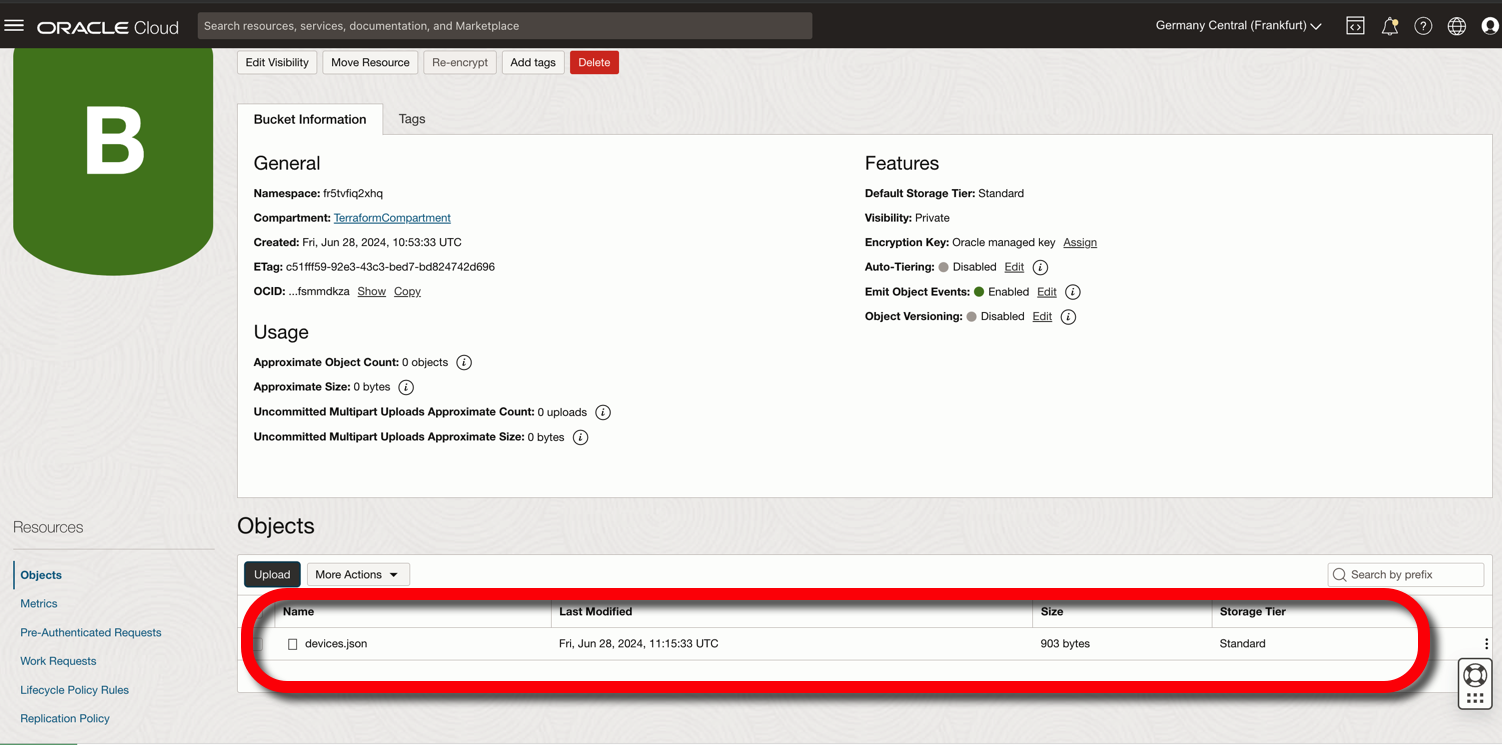 ORACLE Cloud
Search resources, services, documentation, and Marketplace
Germany Central (Frankfurt)
B
Edit Visibility
Move Resource
Re-encrypt
Add tags
Delete
Bucket Information
Tags
General
Namespace: fr5tvfiq2xhq
Compartment: TerraformCompartment
Created: Fri, Jun 28, 2024, 10:53:33 UTC
ETag: c51fff59-92e3-43c3-bed7-bd824742d696
OCID: ...fsmmdkza Show Copy
Usage
Approximate Object Count: 0 objects
Approximate Size: 0 bytes
Uncommitted Multipart Uploads Approximate Count: 0 uploads
Uncommitted Multipart Uploads Approximate Size: 0 bytes
Features
Default Storage Tier: Standard
Visibility: Private
Encryption Key: Oracle managed key Assign
Auto-Tiering: Disabled Edit
Emit Object Events: Enabled Edit
Object Versioning: Disabled Edit
Resources
Objects
Metrics
Pre-Authenticated Requests
Work Requests
Lifecycle Policy Rules
Replication Policy
Objects
Upload
More Actions
Search by prefix
Name Last Modified Size Storage Tier
devices.json Fri, Jun 28, 2024, 11:15:33 UTC 903 bytes Standard